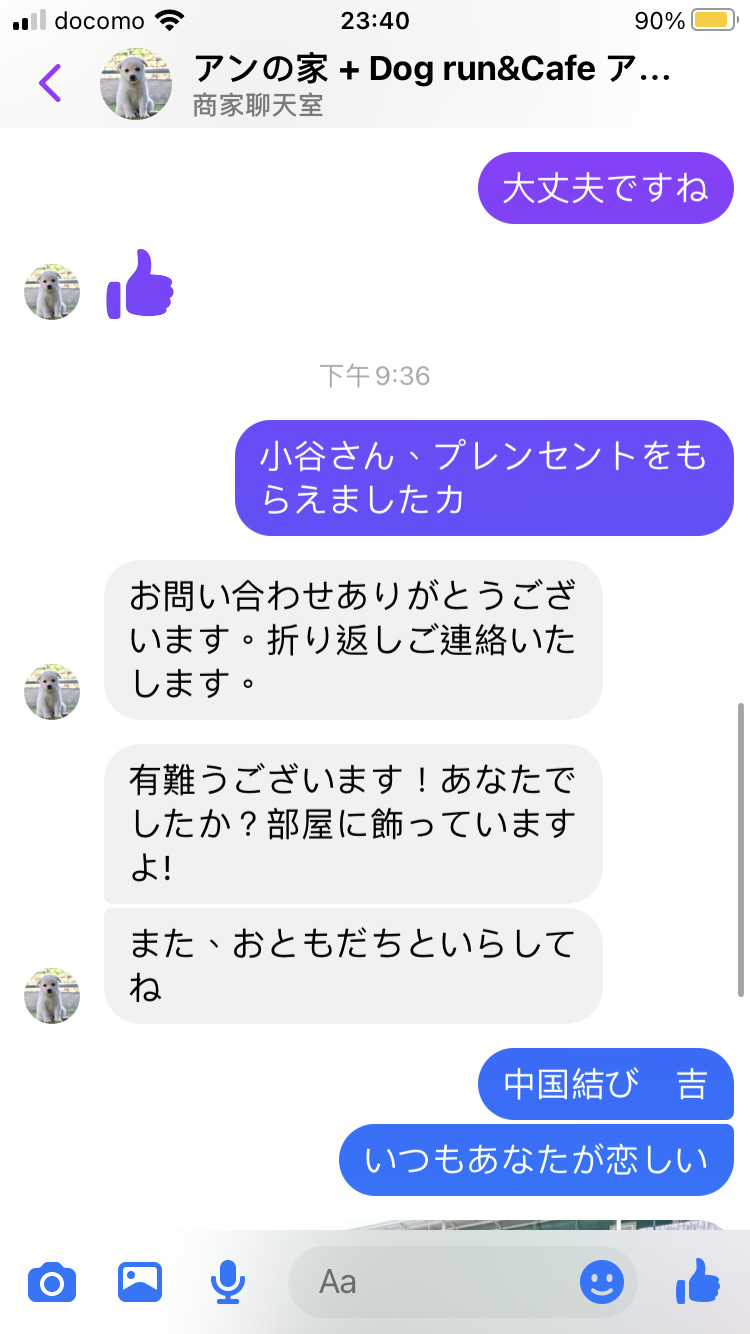 docomo 23:40 90%
アンの家 + Dog run&Cafe ア...
商家聊天室
大丈夫ですね
下午9:36
小谷さん、プレンセントをも
らえましたカ
お問い合わせありがとうござ
います。折り返しご連絡いた
します。
有難うございます！あなたで
したか？部屋に飾っています
よ!
また、おともだちといらして
ね
中国結び　吉
いつもあなたが恋しい
Aa